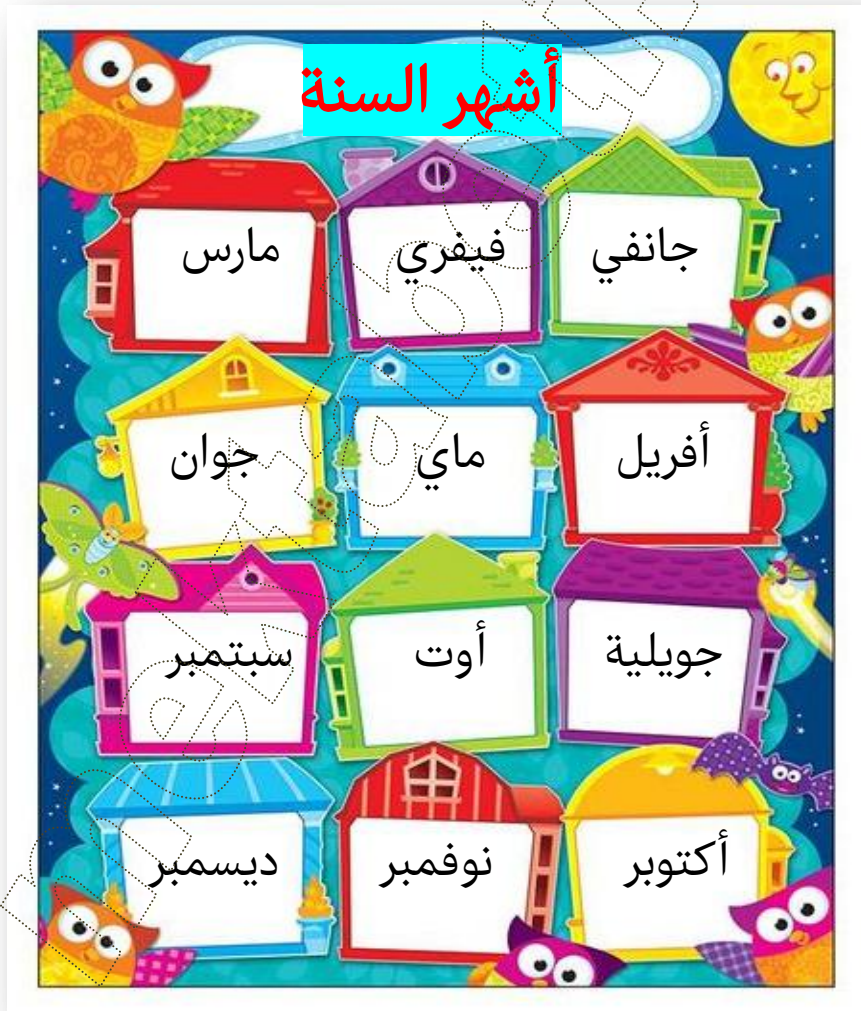 أشهر السنة
جانفي فيفري مارس
أفريل ماي جوان
جويلية أوت سبتمبر
أكتوبر نوفمبر ديسمبر